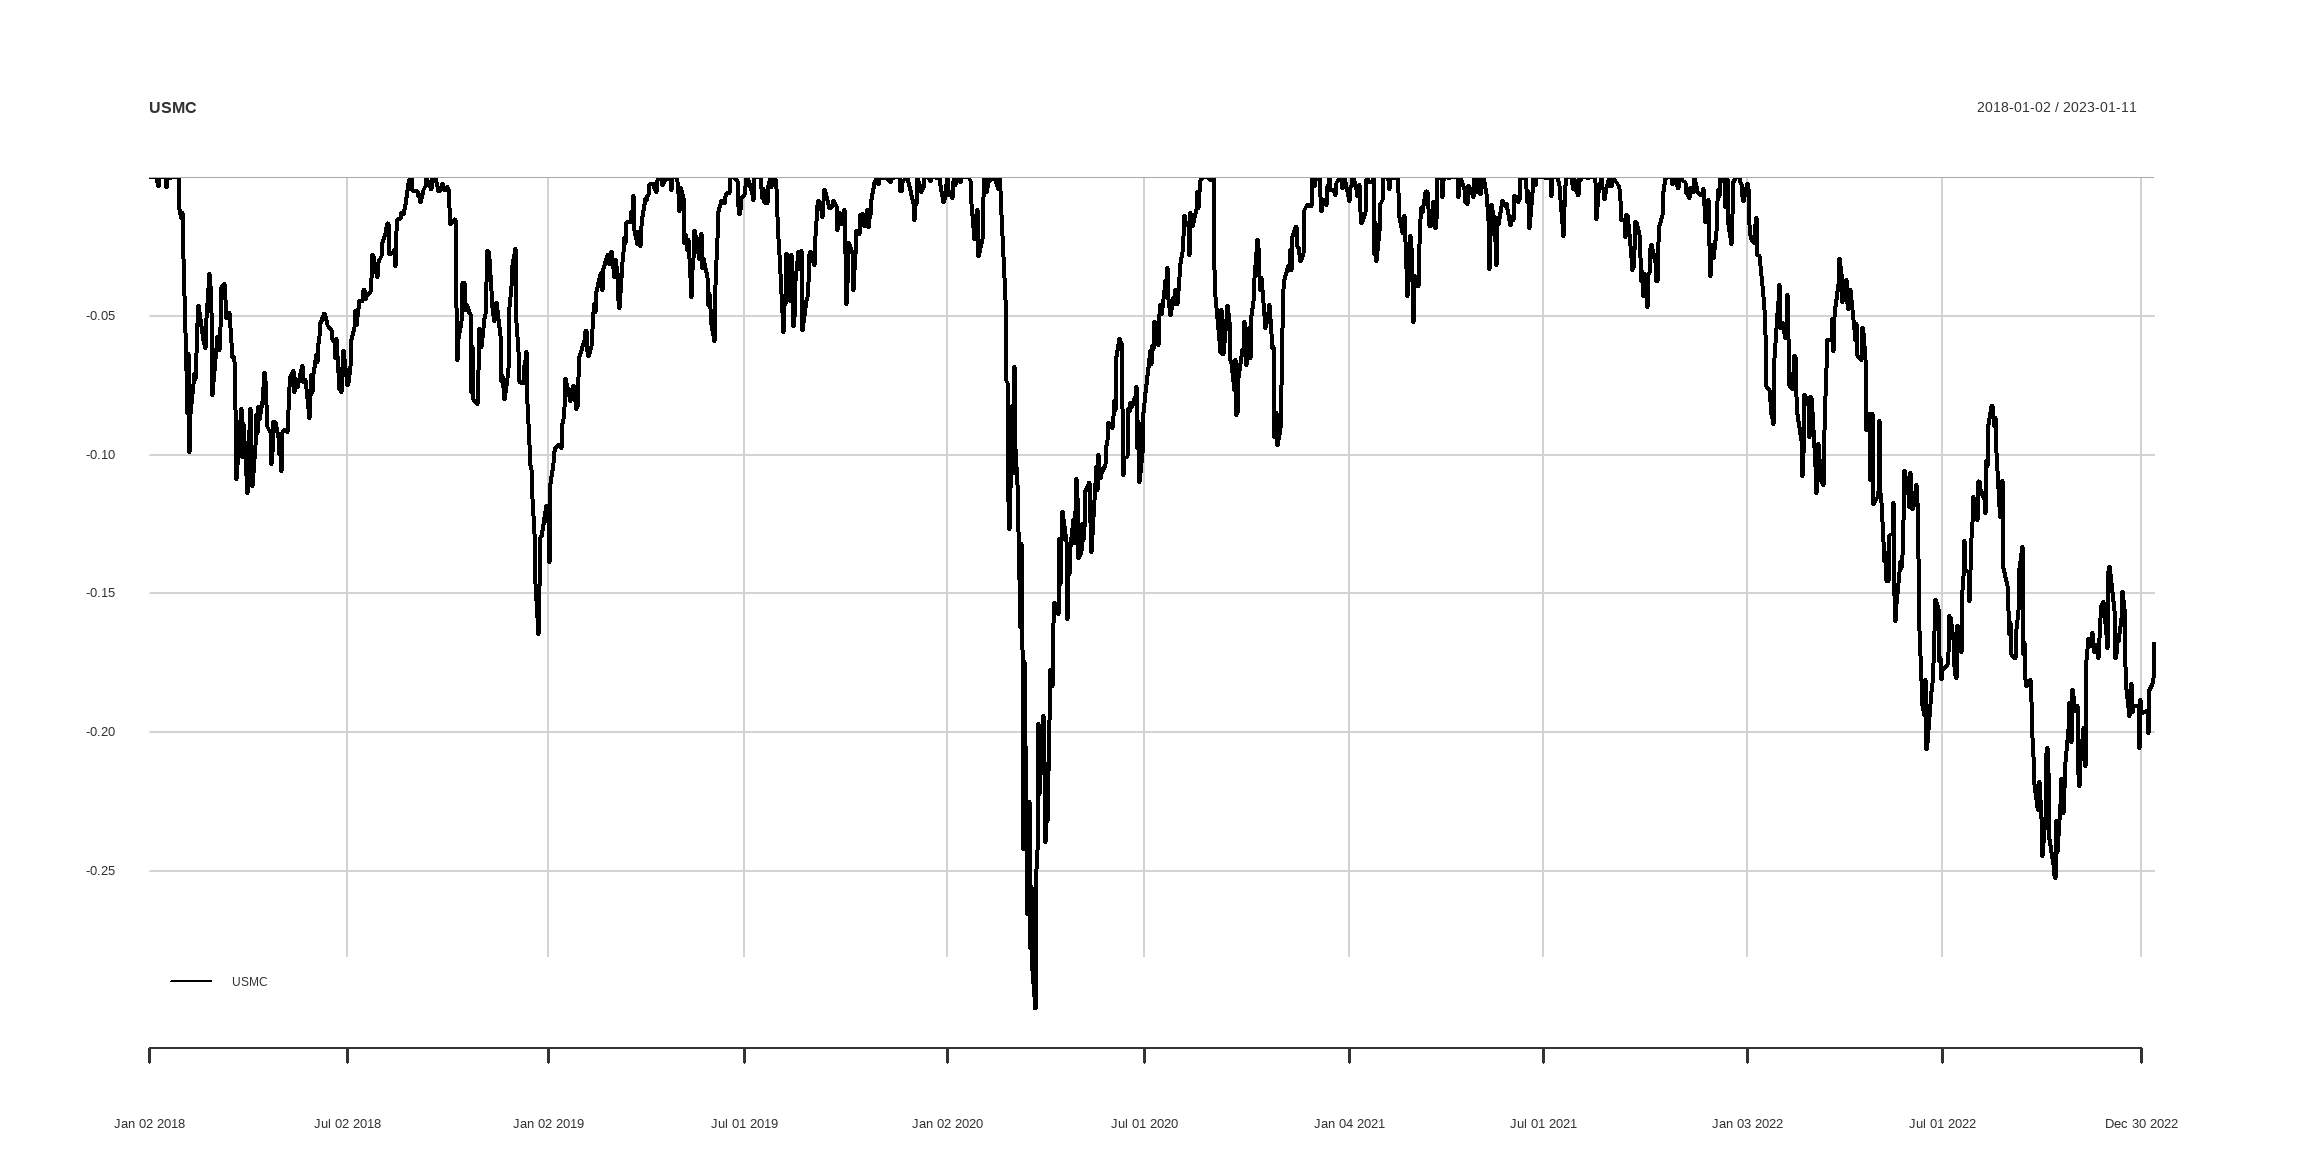 USMC
2018-01-02 / 2023-01-11
-0.05
-0.10
-0.15
-0.20
-0.25
USMC
Jan 02 2018
Jul 02 2018
Jan 02 2019
Jul 01 2019
Jan 02 2020
Jul 01 2020
Jan 04 2021
Jul 01 2021
Jan 03 2022
Jul 01 2022
Dec 30 2022